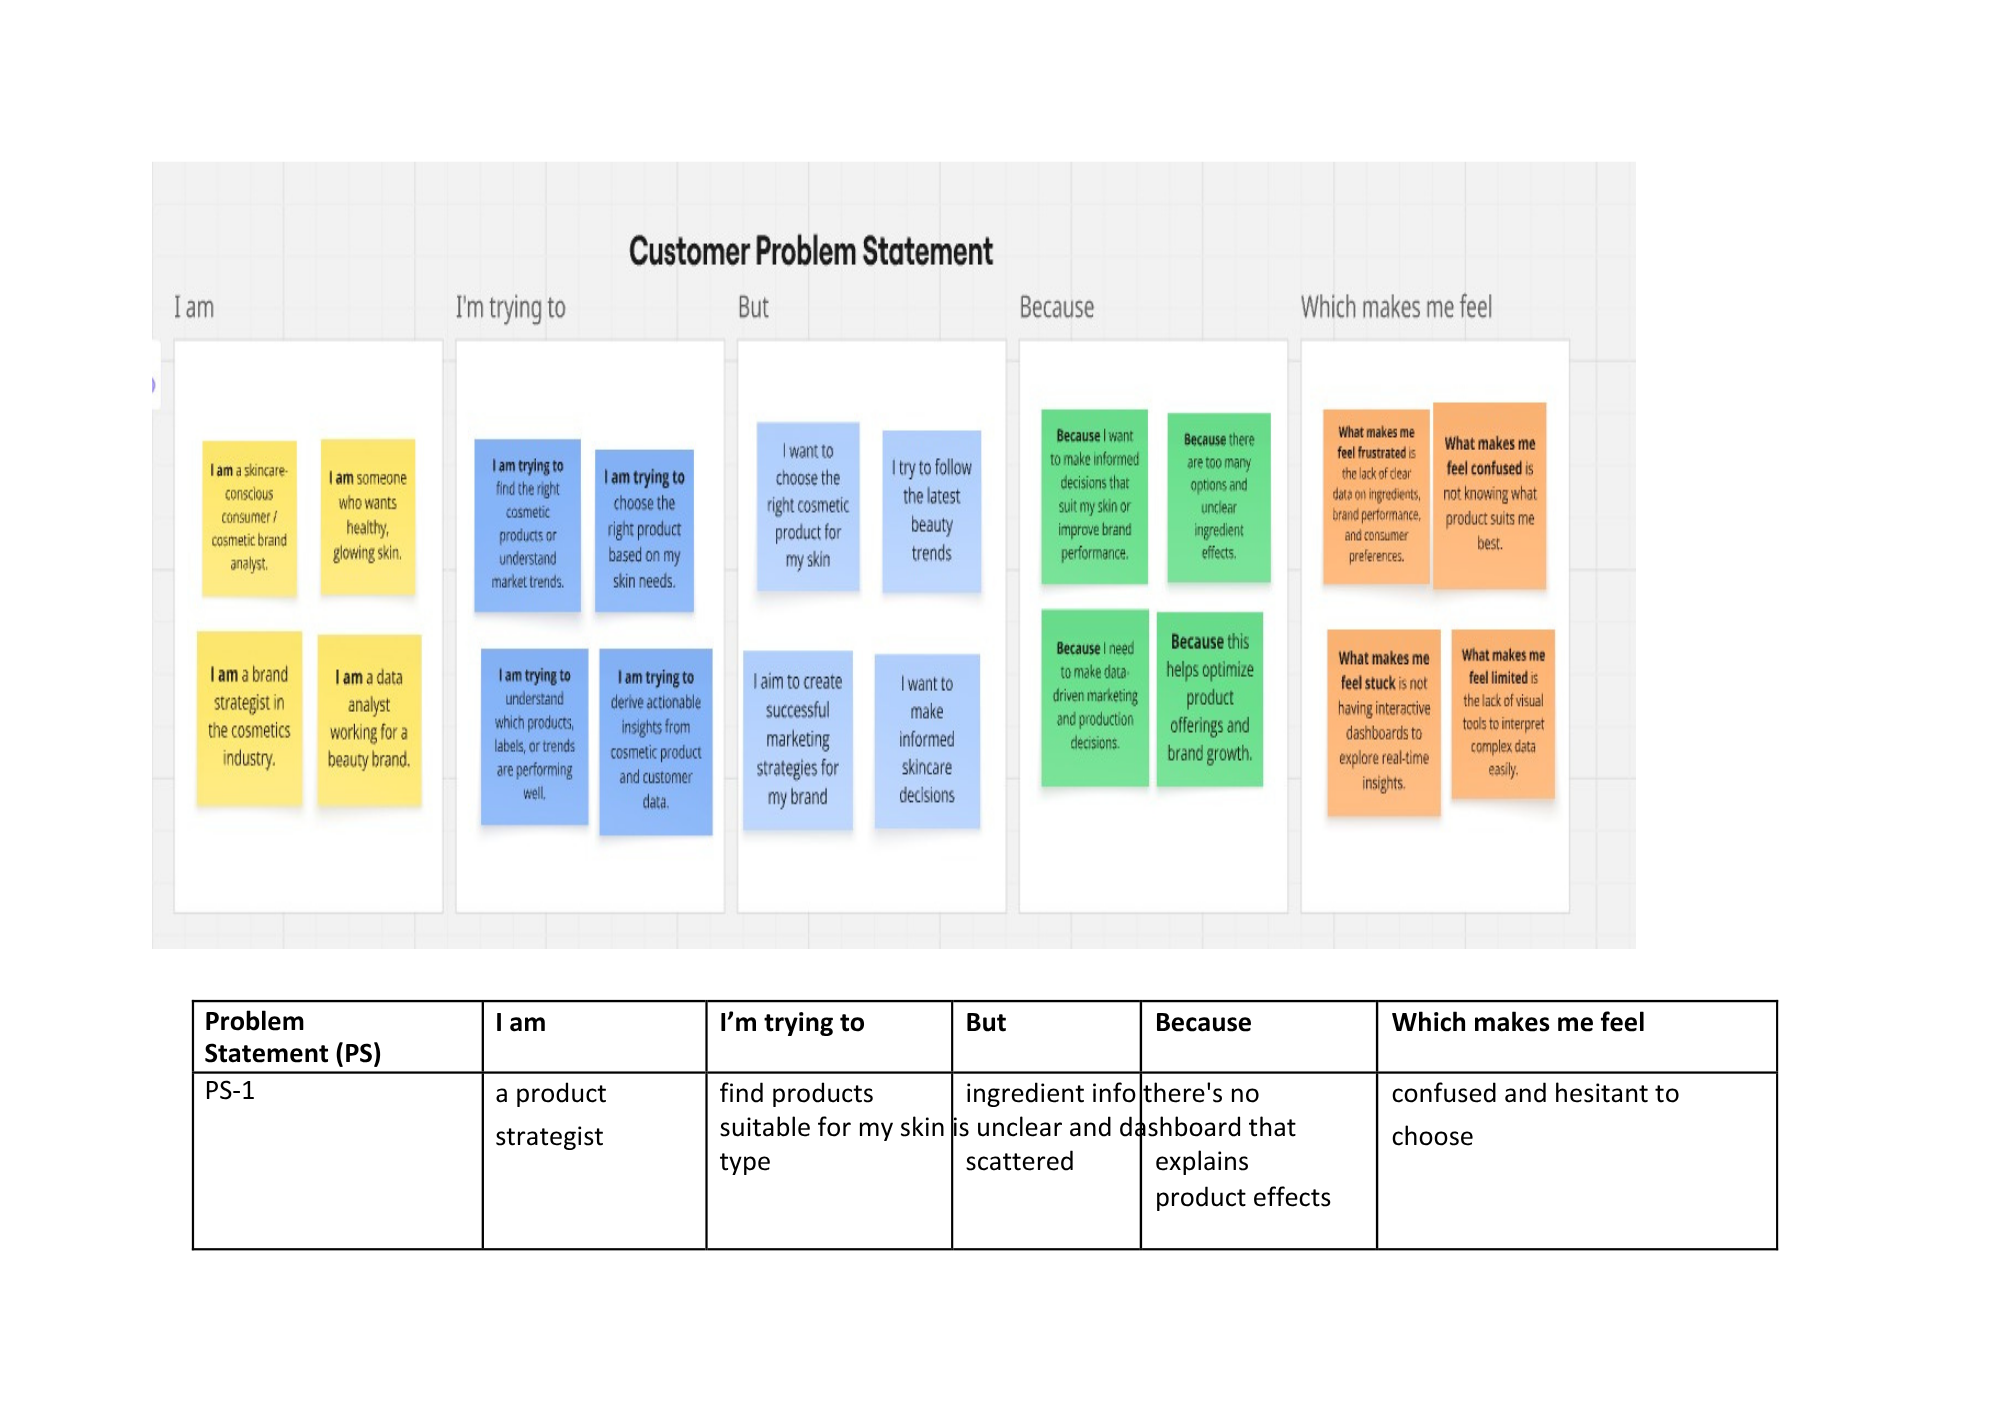 Customer Problem Statement
I am
I'm trying to
But
Because
Which makes me feel
I am a skincare-
conscious
consumer /
cosmetic brand
analyst.
I am someone
who wants
healthy,
glowing skin.
I am a brand
strategist in
the cosmetics
industry.
I am a data
analyst
working for a
beauty brand.
I am trying to
find the right
cosmetic
products or
understand
market trends.
I am trying to
choose the
right product
based on my
skin needs.
I am trying to
understand
which products,
labels, or trends
are performing
well.
I am trying to
derive actionable
insights from
cosmetic product
and customer
data.
I want to
choose the
right cosmetic
product for
my skin
I try to follow
the latest
beauty
trends
I aim to create
successful
marketing
strategies for
my brand
I want to
make
informed
skincare
decisions
Because I want
to make informed
decisions that
suit my skin or
improve brand
performance.
Because there
are too many
options and
unclear
ingredient
effects.
Because I need
to make data-
driven marketing
and production
decisions.
Because this
helps optimize
product
offerings and
brand growth.
What makes me
feel frustrated is
the lack of clear
data on ingredients,
brand performance,
and consumer
preferences.
What makes me
feel confused is
not knowing what
product suits me
best.
What makes me
feel stuck is not
having interactive
dashboards to
explore real-time
insights.
What makes me
feel limited is
the lack of visual
tools to interpret
complex data
easily.
Problem
Statement (PS)
I am
I’m trying to
But
Because
Which makes me feel
PS-1
a product
strategist
find products
suitable for my skin
type
ingredient info
is unclear and
scattered
there's no
dashboard that
explains
product effects
confused and hesitant to
choose